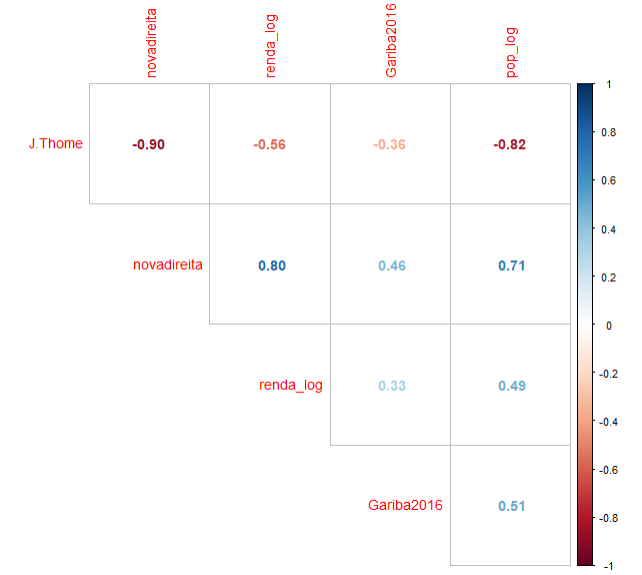 novadireita renda_log Gariba2016 pop_log
J.Thome -0.90 -0.56 -0.36 -0.82
novadireita 0.80 0.46 0.71
renda_log 0.33 0.49
Gariba2016 0.51
1
0.8
0.6
0.4
0.2
0
-0.2
-0.4
-0.6
-0.8
-1